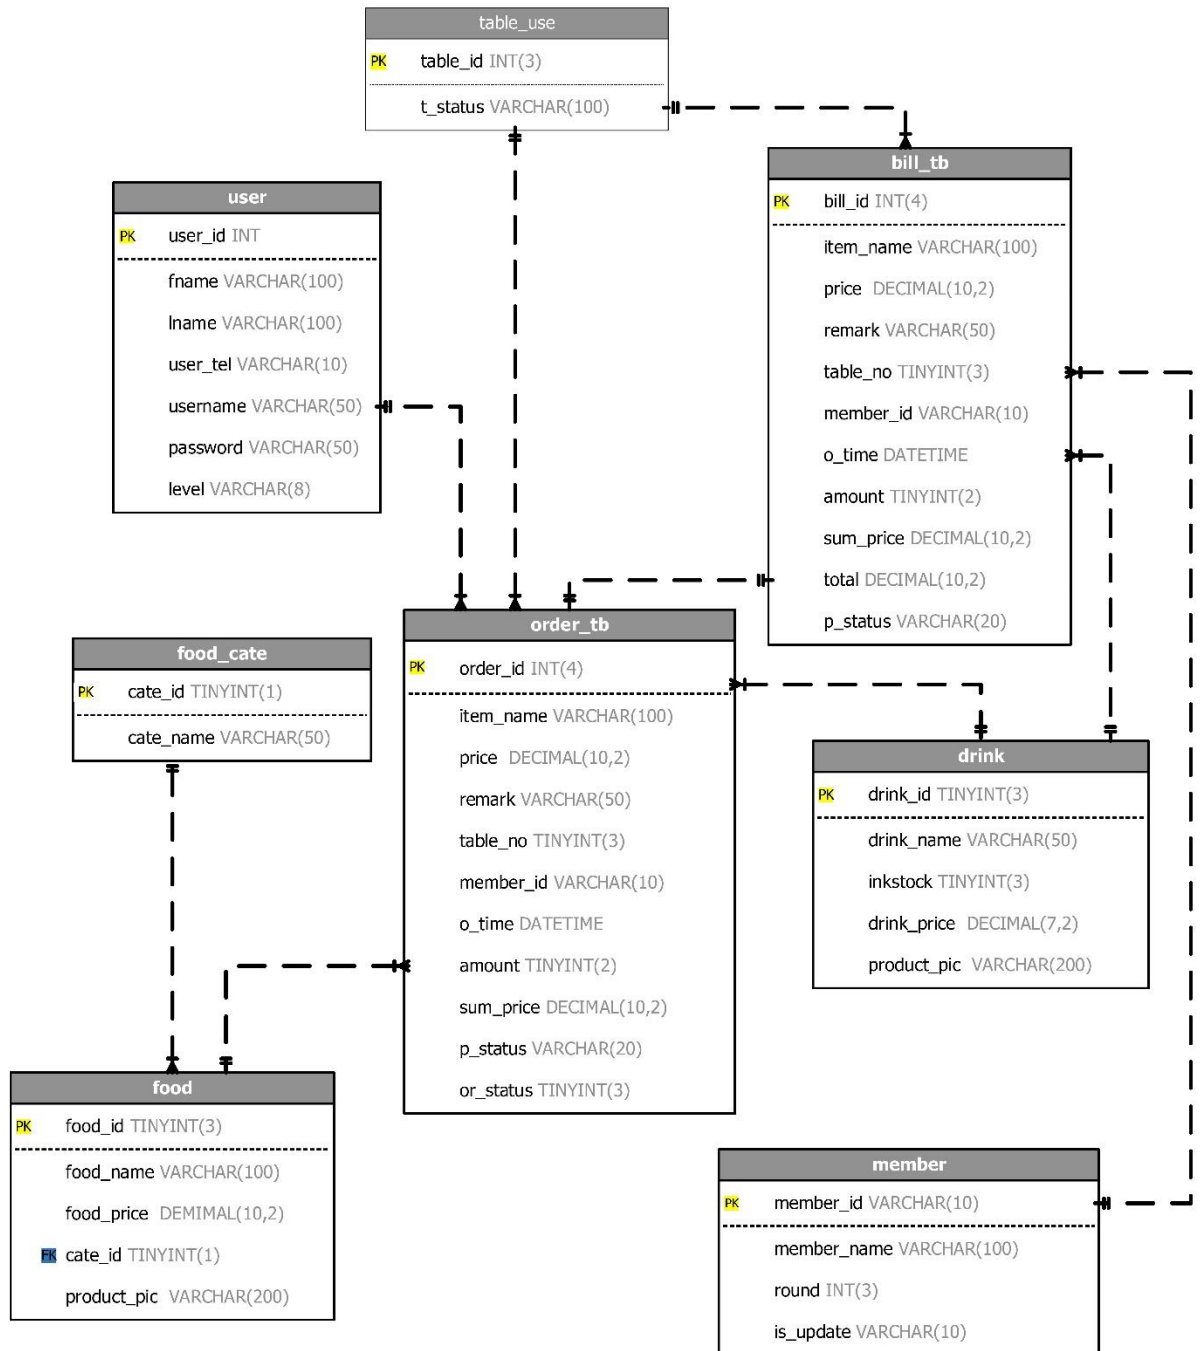 table_use
PK table_id INT(3)
t_status VARCHAR(100)
bill_tb
PK bill_id INT(4)
item_name VARCHAR(100)
price DECIMAL(10,2)
remark VARCHAR(50)
table_no TINYINT(3)
member_id VARCHAR(10)
o_time DATETIME
amount TINYINT(2)
sum_price DECIMAL(10,2)
total DECIMAL(10,2)
p_status VARCHAR(20)
user
PK user_id INT
fname VARCHAR(100)
lname VARCHAR(100)
user_tel VARCHAR(10)
username VARCHAR(50)
password VARCHAR(50)
level VARCHAR(8)
order_tb
PK order_id INT(4)
item_name VARCHAR(100)
price DECIMAL(10,2)
remark VARCHAR(50)
table_no TINYINT(3)
member_id VARCHAR(10)
o_time DATETIME
amount TINYINT(2)
sum_price DECIMAL(10,2)
p_status VARCHAR(20)
or_status TINYINT(3)
food_cate
PK cate_id TINYINT(1)
cate_name VARCHAR(50)
drink
PK drink_id TINYINT(3)
drink_name VARCHAR(50)
inkstock TINYINT(3)
drink_price DECIMAL(7,2)
product_pic VARCHAR(200)
food
PK food_id TINYINT(3)
food_name VARCHAR(100)
food_price DEMIMAL(10,2)
FK cate_id TINYINT(1)
product_pic VARCHAR(200)
member
PK member_id VARCHAR(10)
member_name VARCHAR(100)
round INT(3)
is_update VARCHAR(10)